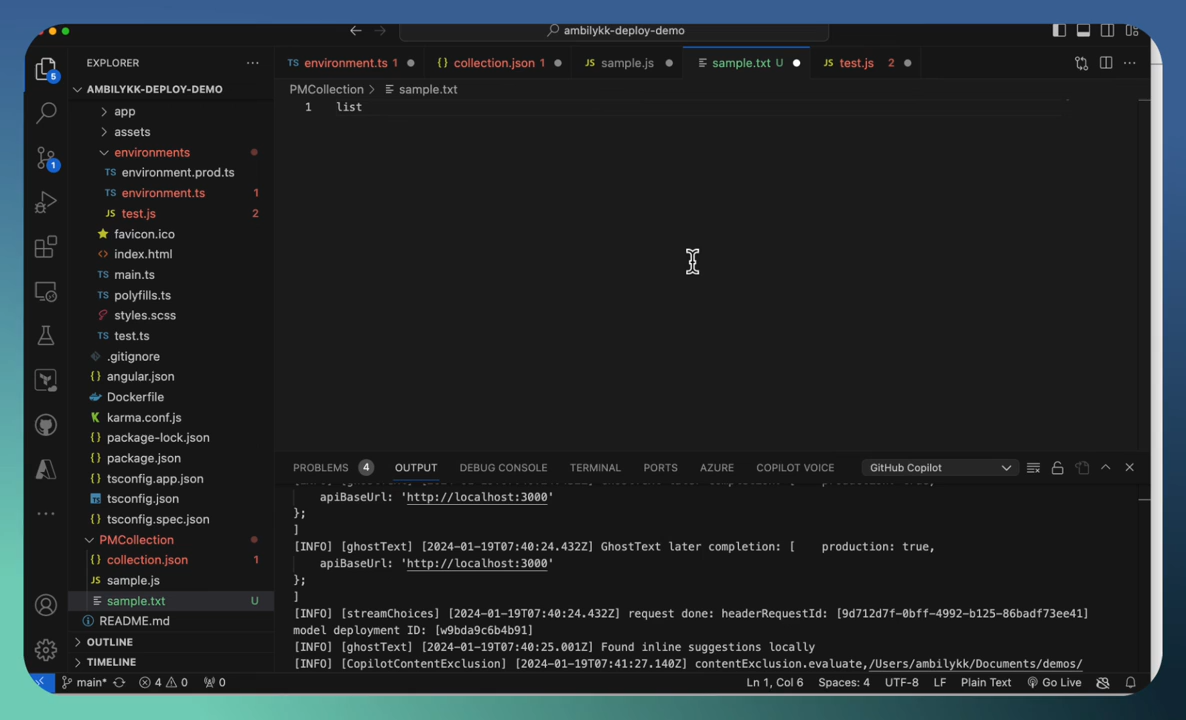 ambilykk-deploy-demo
EXPLORER
environment.ts 1
collection.json 1
sample.js
sample.txt U
test.js 2
AMBILYKK-DEPLOY-DEMO
PMCollection > sample.txt
1 list
app
assets
environments
TS environment.prod.ts
TS environment.ts 1
JS test.js 2
favicon.ico
index.html
TS main.ts
TS polyfills.ts
styles.scss
TS test.ts
.gitignore
angular.json
Dockerfile
karma.conf.js
package-lock.json
package.json
tsconfig.app.json
tsconfig.json
tsconfig.spec.json
PMCollection
collection.json 1
JS sample.js
sample.txt U
README.md
OUTLINE
TIMELINE
5
1
PROBLEMS 4 OUTPUT DEBUG CONSOLE TERMINAL PORTS AZURE COPILOT VOICE GitHub Copilot
apiBaseUrl: 'http://localhost:3000'
};
]
[INFO] [ghostText] [2024-01-19T07:40:24.432Z] GhostText later completion: [ production: true,
apiBaseUrl: 'http://localhost:3000'
};
]
[INFO] [streamChoices] [2024-01-19T07:40:24.432Z] request done: headerRequestId: [9d712d7f-0bff-4992-b125-86badf73ee41]
model deployment ID: [w9bda9c6b4b91]
[INFO] [ghostText] [2024-01-19T07:40:25.001Z] Found inline suggestions locally
[INFO] [CopilotContentExclusion] [2024-01-19T07:41:27.140Z] contentExclusion.evaluate,/Users/ambilykk/Documents/demos/
main* 4 0 0 Ln 1, Col 6 Spaces: 4 UTF-8 LF Plain Text Go Live